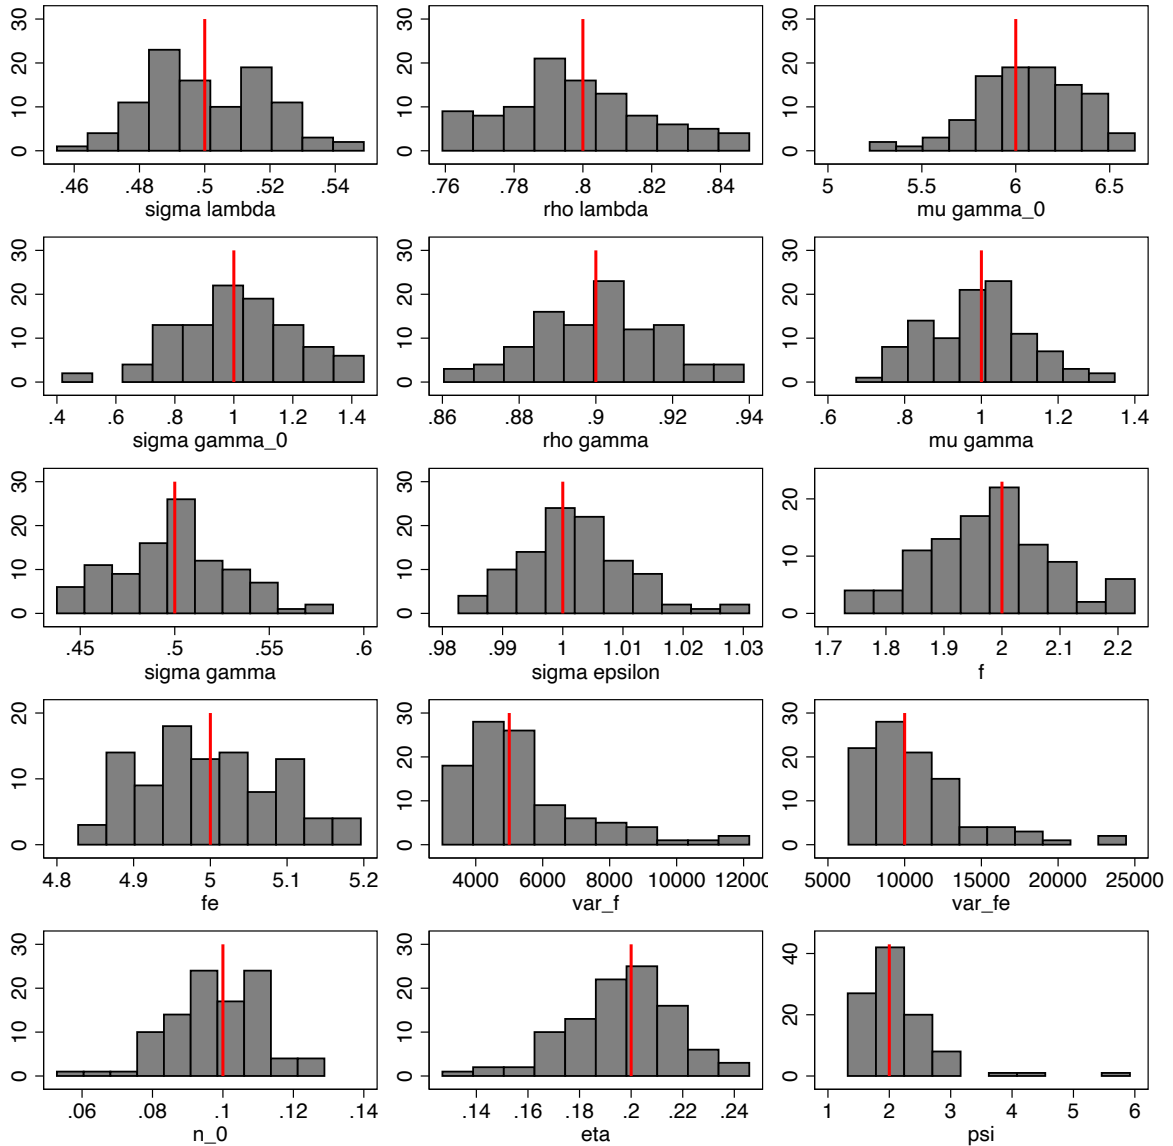 0 10 20 30
.46 .48 .5 .52 .54
sigma lambda
0 10 20 30
.76 .78 .8 .82 .84
rho lambda
0 10 20 30
5 5.5 6 6.5
mu gamma_0
0 10 20 30
.4 .6 .8 1 1.2 1.4
sigma gamma_0
0 10 20 30
.86 .88 .9 .92 .94
rho gamma
0 10 20 30
.6 .8 1 1.2 1.4
mu gamma
0 10 20 30
.45 .5 .55 .6
sigma gamma
0 10 20 30
.98 .99 1 1.01 1.02 1.03
sigma epsilon
0 10 20
1.7 1.8 1.9 2 2.1 2.2
f
0 10 20
4.8 4.9 5 5.1 5.2
fe
0 10 20 30
4000 6000 8000 10000 12000
var_f
0 10 20 30
5000 10000 15000 20000 25000
var_fe
0 10 20 30
.06 .08 .1 .12 .14
n_0
0 10 20 30
.14 .16 .18 .2 .22 .24
eta
0 20 40
1 2 3 4 5 6
psi